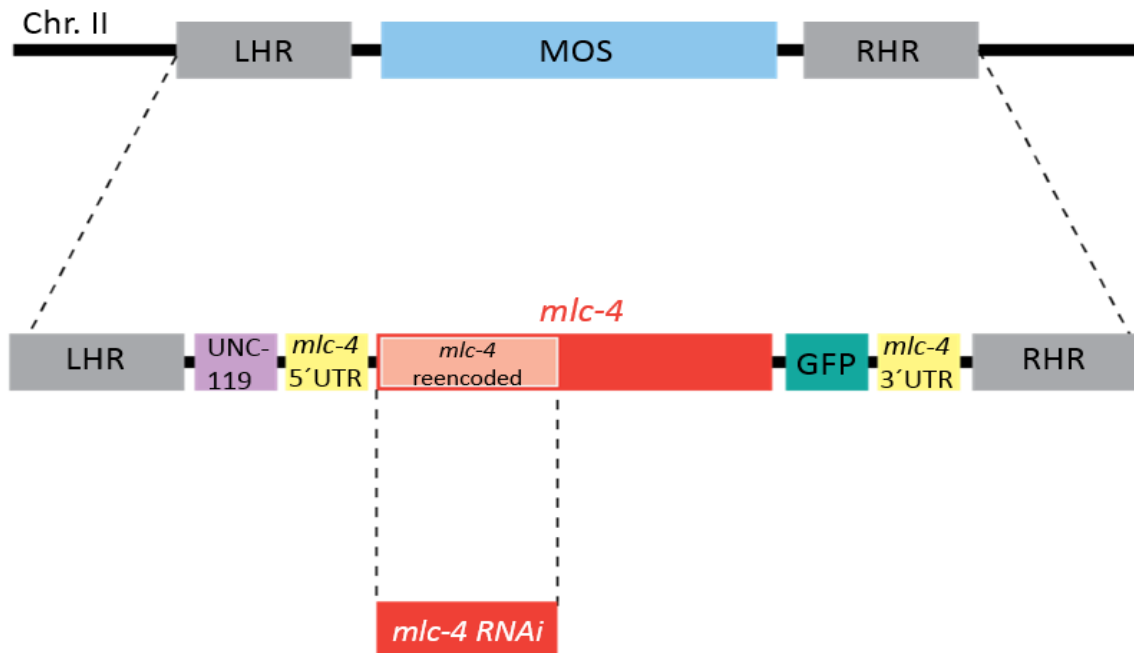 Chr. II
LHR
MOS
RHR
mlc-4
LHR
UNC-
119
mlc-4
5´UTR
mlc-4
reencoded
GFP
mlc-4
3´UTR
RHR
mlc-4 RNAi